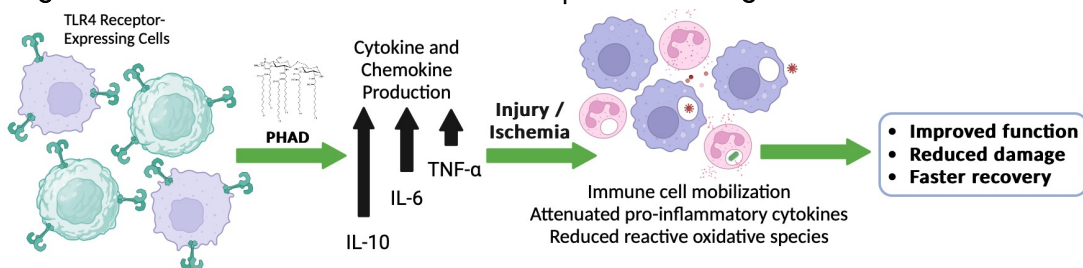 TLR4 Receptor-
Expressing Cells
PHAD
Cytokine and
Chemokine
Production
IL-10
IL-6
TNF-α
Injury /
Ischemia
Immune cell mobilization
Attenuated pro-inflammatory cytokines
Reduced reactive oxidative species
• Improved function
• Reduced damage
• Faster recovery